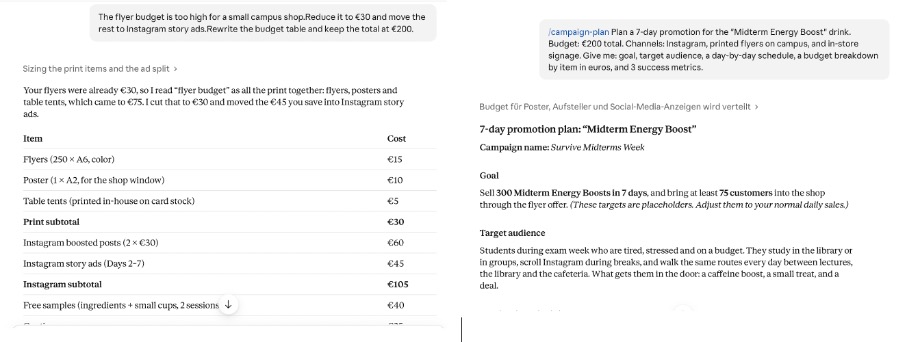 The flyer budget is too high for a small campus shop.Reduce it to €30 and move the
rest to Instagram story ads.Rewrite the budget table and keep the total at €200.
Sizing the print items and the ad split >
Your flyers were already €30, so I read "flyer budget" as all the print together: flyers, posters and
table tents, which came to €75. I cut that to €30 and moved the €45 you save into Instagram story
ads.
Item Cost
Flyers (250 × A6, color) €15
Poster (1 × A2, for the shop window) €10
Table tents (printed in-house on card stock) €5
Print subtotal €30
Instagram boosted posts (2 × €30) €60
Instagram story ads (Days 2-7) €45
Instagram subtotal €105
Free samples (ingredients + small cups, 2 sessions €40
/campaign-plan Plan a 7-day promotion for the "Midterm Energy Boost" drink.
Budget: €200 total. Channels: Instagram, printed flyers on campus, and in-store
signage. Give me: goal, target audience, a day-by-day schedule, a budget breakdown
by item in euros, and 3 success metrics.
Budget für Poster, Aufsteller und Social-Media-Anzeigen wird verteilt >
7-day promotion plan: "Midterm Energy Boost"
Campaign name: Survive Midterms Week
Goal
Sell 300 Midterm Energy Boosts in 7 days, and bring at least 75 customers into the shop
through the flyer offer. (These targets are placeholders. Adjust them to your normal daily sales.)
Target audience
Students during exam week who are tired, stressed and on a budget. They study in the library or
in groups, scroll Instagram during breaks, and walk the same routes every day between lectures,
the library and the cafeteria. What gets them in the door: a caffeine boost, a small treat, and a
deal.